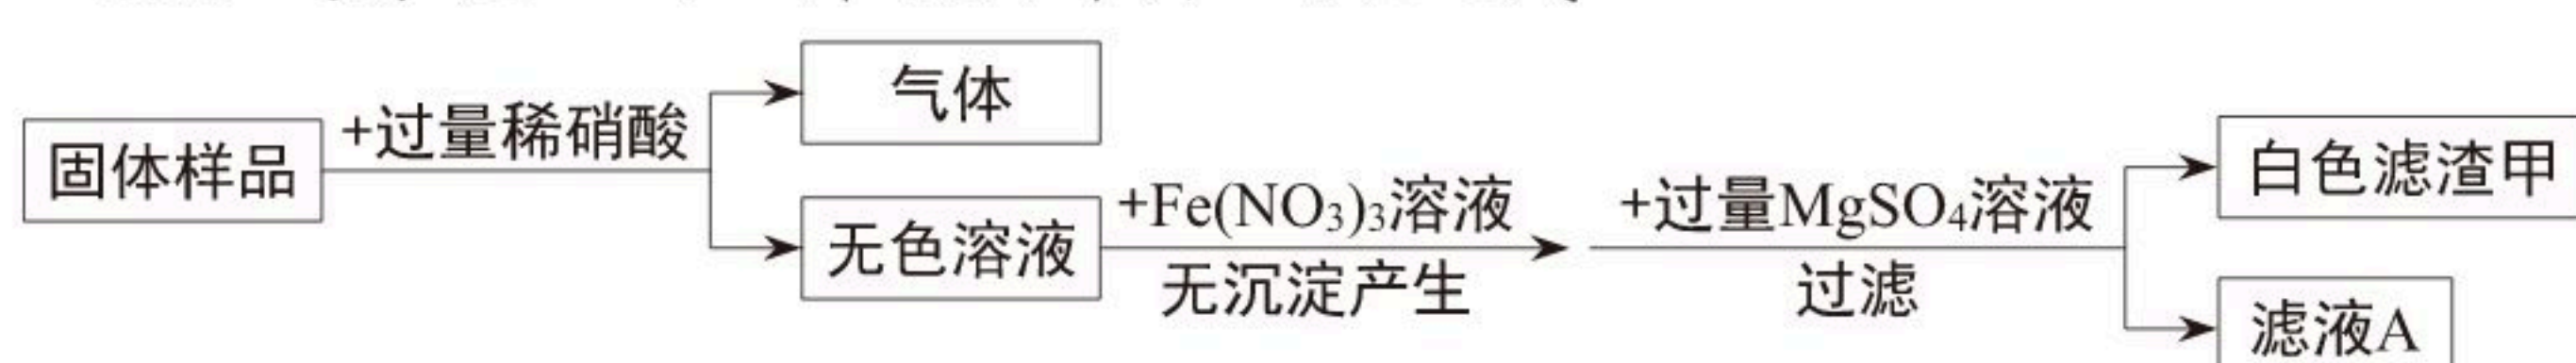 固体样品
+过量稀硝酸
气体
无色溶液
+Fe(NO₃)₃溶液
无沉淀产生
+过量MgSO₄溶液
过滤
白色滤渣甲
滤液A